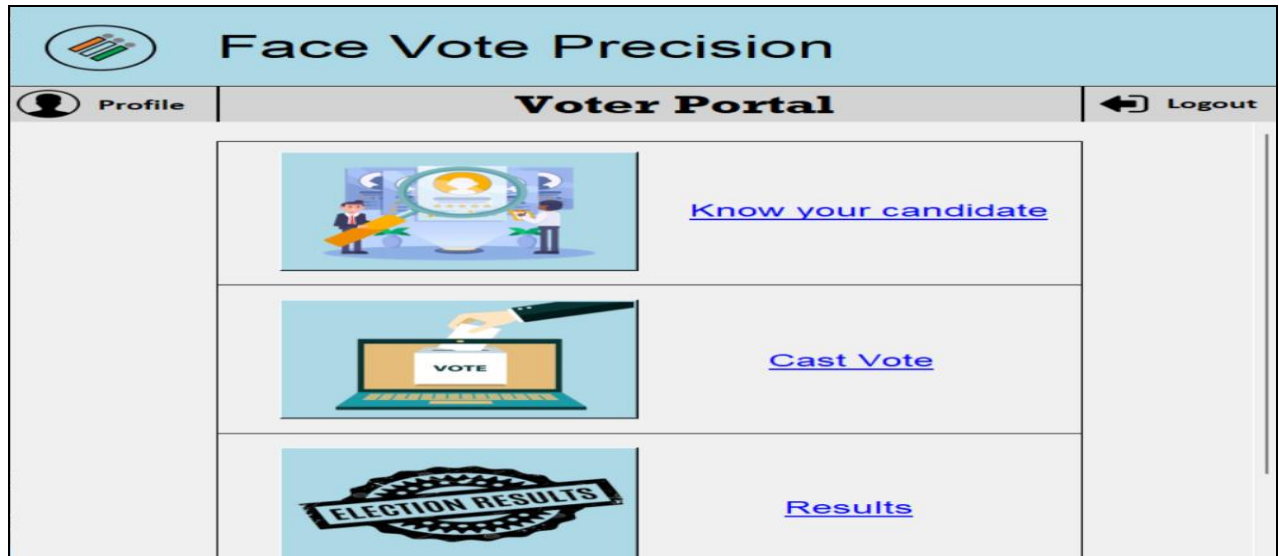 Face Vote Precision
Profile
Voter Portal
Logout
Know your candidate
VOTE
Cast Vote
ELECTION RESULTS
Results